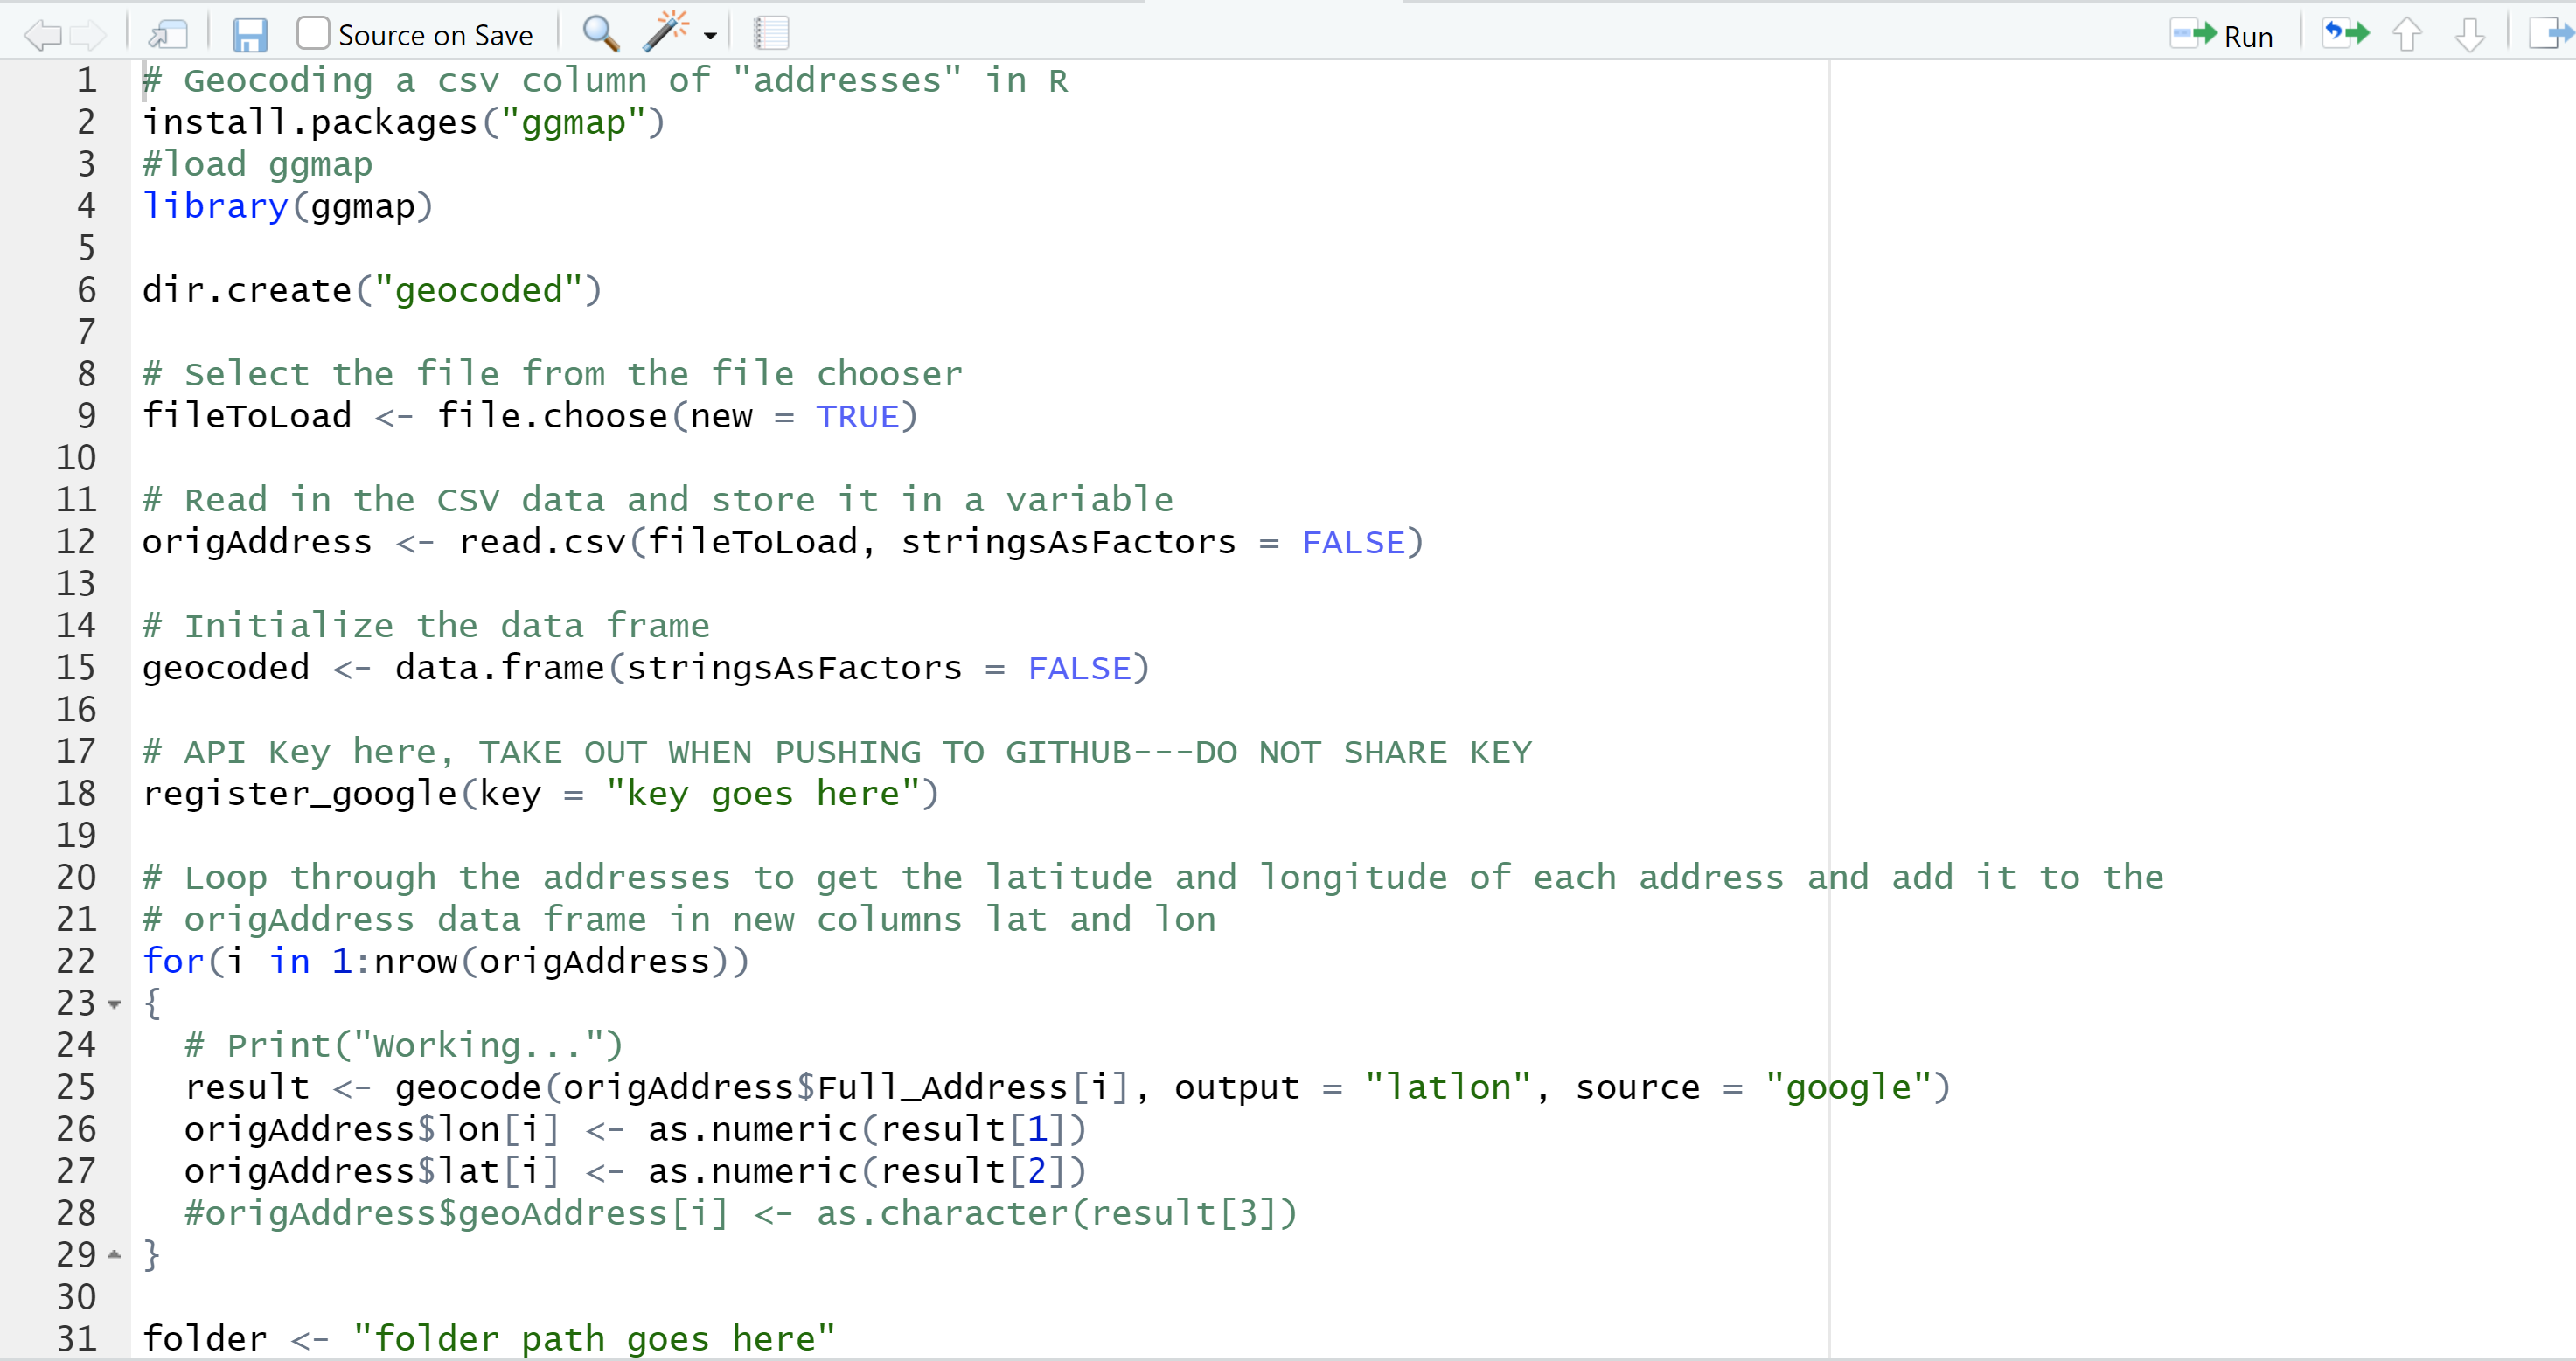 Source on Save Run
1 # Geocoding a csv column of "addresses" in R
2 install.packages("ggmap")
3 #load ggmap
4 library(ggmap)
5
6 dir.create("geocoded")
7
8 # Select the file from the file chooser
9 fileToLoad <- file.choose(new = TRUE)
10
11 # Read in the CSV data and store it in a variable
12 origAddress <- read.csv(fileToLoad, stringsAsFactors = FALSE)
13
14 # Initialize the data frame
15 geocoded <- data.frame(stringsAsFactors = FALSE)
16
17 # API Key here, TAKE OUT WHEN PUSHING TO GITHUB---DO NOT SHARE KEY
18 register_google(key = "key goes here")
19
20 # Loop through the addresses to get the latitude and longitude of each address and add it to the
21 # origAddress data frame in new columns lat and lon
22 for(i in 1:nrow(origAddress))
23 {
24   # Print("Working...")
25   result <- geocode(origAddress$Full_Address[i], output = "latlon", source = "google")
26   origAddress$lon[i] <- as.numeric(result[1])
27   origAddress$lat[i] <- as.numeric(result[2])
28   #origAddress$geoAddress[i] <- as.character(result[3])
29 }
30
31 folder <- "folder path goes here"